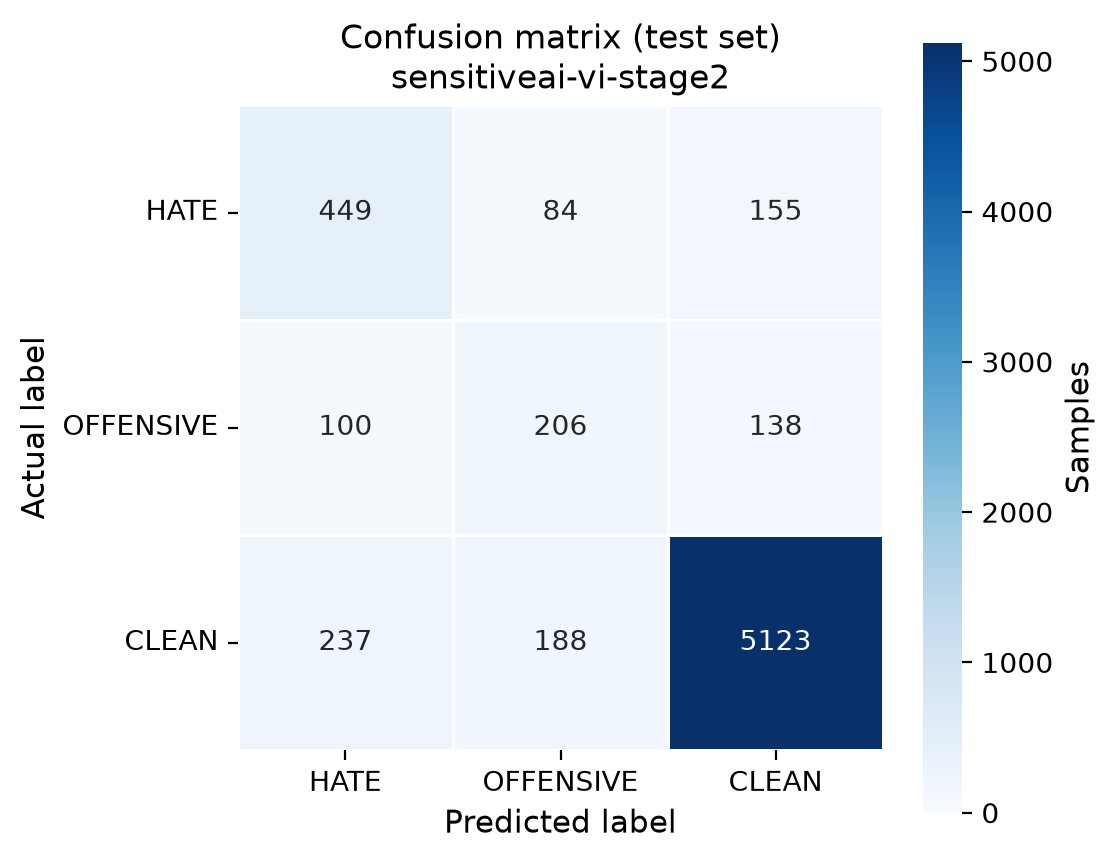 Confusion matrix (test set)
sensitiveai-vi-stage2
HATE
449
84
155
OFFENSIVE
100
206
138
CLEAN
237
188
5123
HATE
OFFENSIVE
CLEAN
Predicted label
Actual label
5000
4000
3000
2000
1000
0
Samples